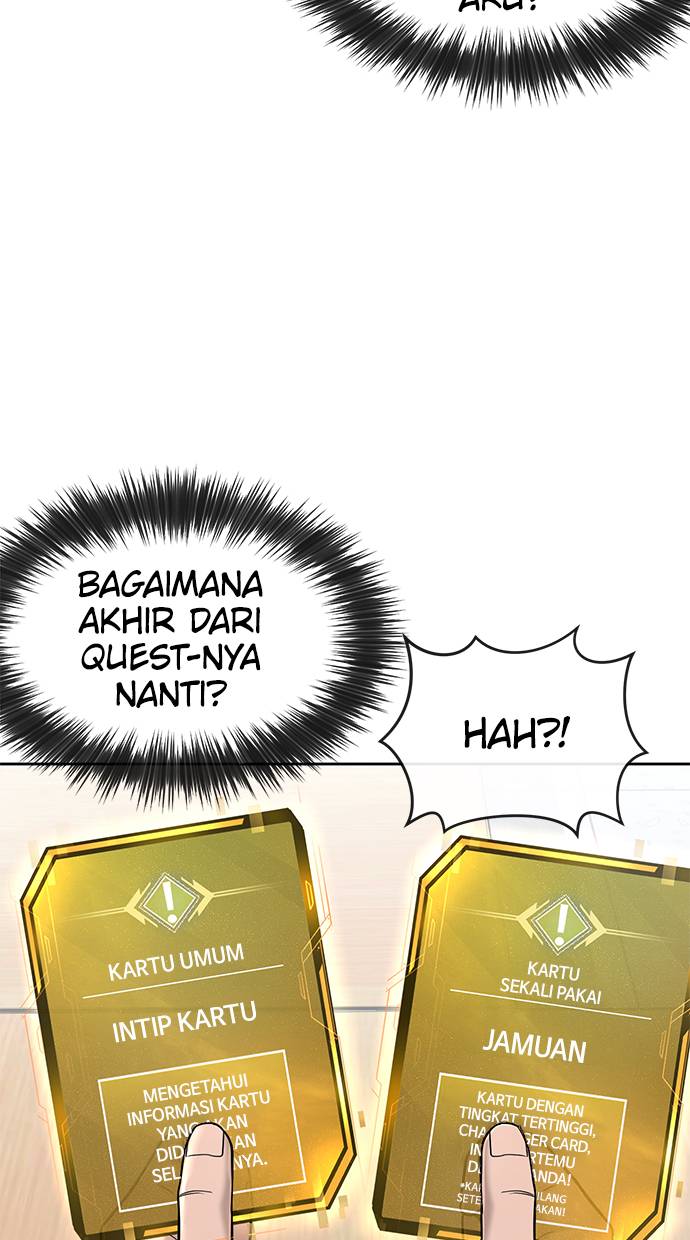 AKU?
BAGAIMANA
AKHIR DARI
QUEST-NYA
NANTI?
HAH?!
KARTU UMUM
INTIP KARTU
MENGETAHUI
INFORMASI KARTU
KARTU
SEKALI PAKAI
JAMUAN
KARTU DENGAN
TINGKAT TERTINGGI,
CARD,